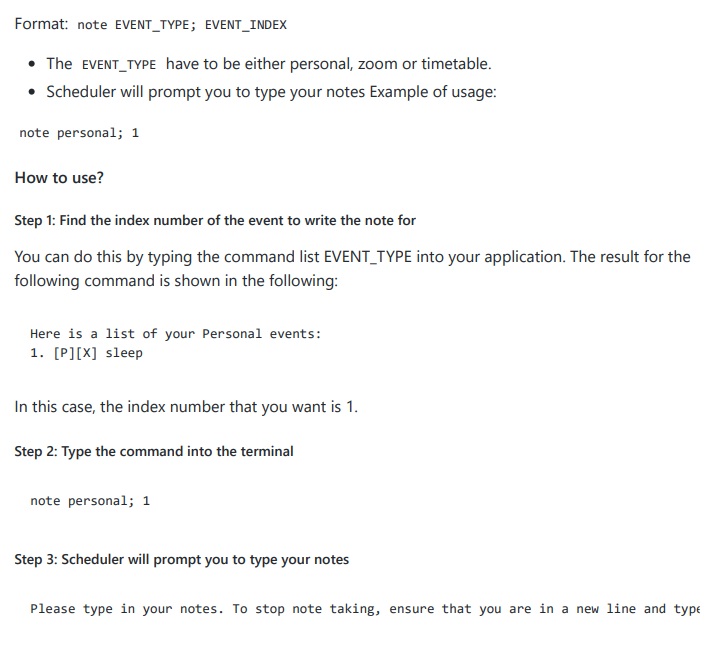 Format: note EVENT_TYPE; EVENT_INDEX
The EVENT_TYPE have to be either personal, zoom or timetable.
Scheduler will prompt you to type your notes Example of usage:
note personal; 1
How to use?
Step 1: Find the index number of the event to write the note for
You can do this by typing the command list EVENT_TYPE into your application. The result for the
following command is shown in the following:
Here is a list of your Personal events:
1. [P][X] sleep
In this case, the index number that you want is 1.
Step 2: Type the command into the terminal
note personal; 1
Step 3: Scheduler will prompt you to type your notes
Please type in your notes. To stop note taking, ensure that you are in a new line and type